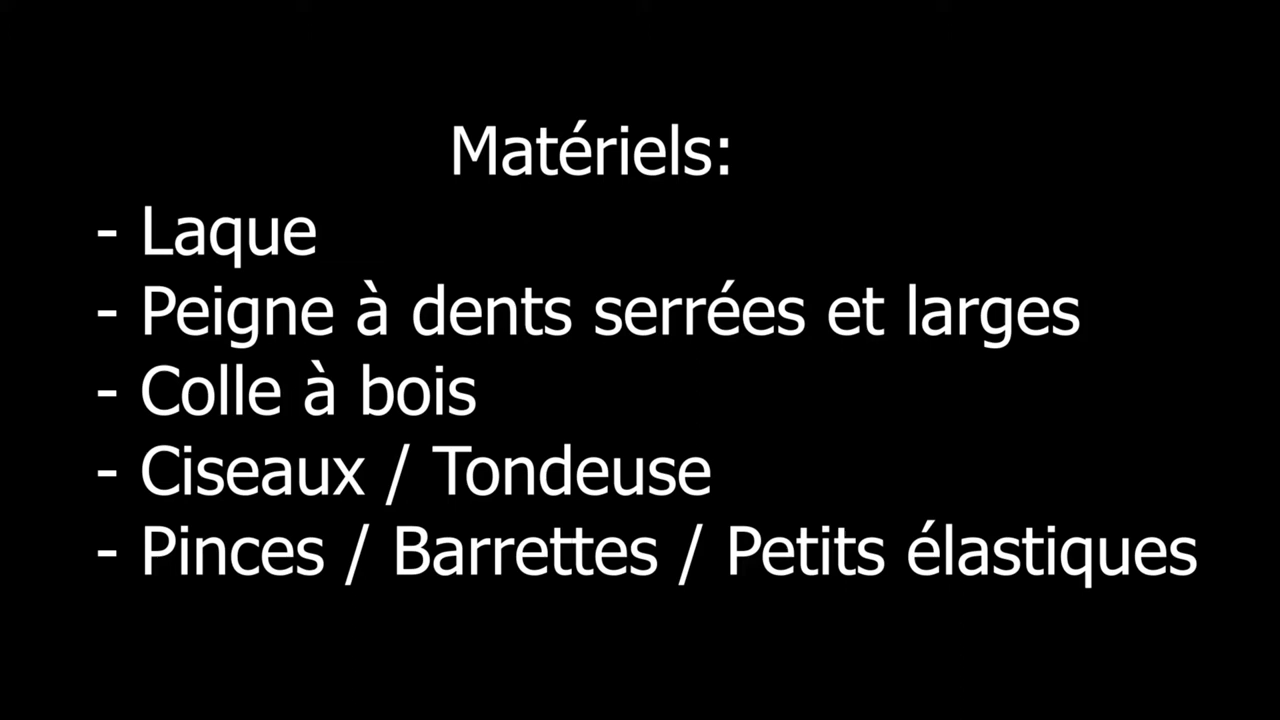 Matériels:
- Laque
- Peigne à dents serrées et larges
- Colle à bois
- Ciseaux / Tondeuse
- Pinces / Barrettes / Petits élastiques